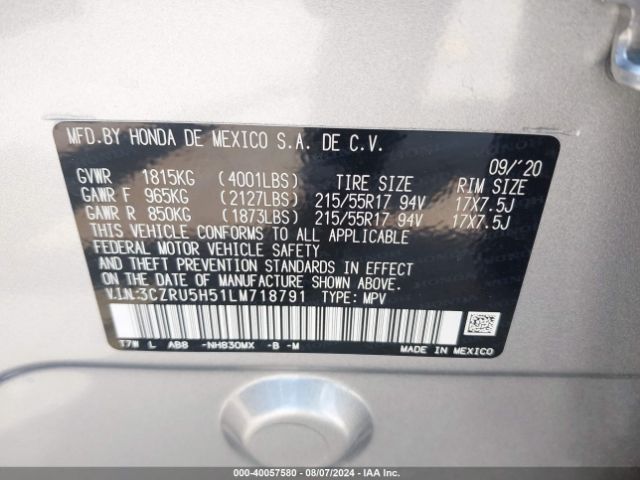 MFD.BY HONDA DE MEXICO S.A. DE C.V.
09/'20
GVWR 1815KG (4001LBS) TIRE SIZE RIM SIZE
GAWR F 965KG (2127LBS) 215/55R17 94V 17X7.5J
GAWR R 850KG (1873LBS) 215/55R17 94V 17X7.5J
THIS VEHICLE CONFORMS TO ALL APPLICABLE
FEDERAL MOTOR VEHICLE SAFETY
AND THEFT PREVENTION STANDARDS IN EFFECT
ON THE DATE OF MANUFACTURE SHOWN ABOVE.
V.I.N:3CZRU5H51LM718791 TYPE: MPV
T7W L AB8 -NH830MX -B -M MADE IN MEXICO
000-40057580 - 08/07/2024 - IAA Inc.